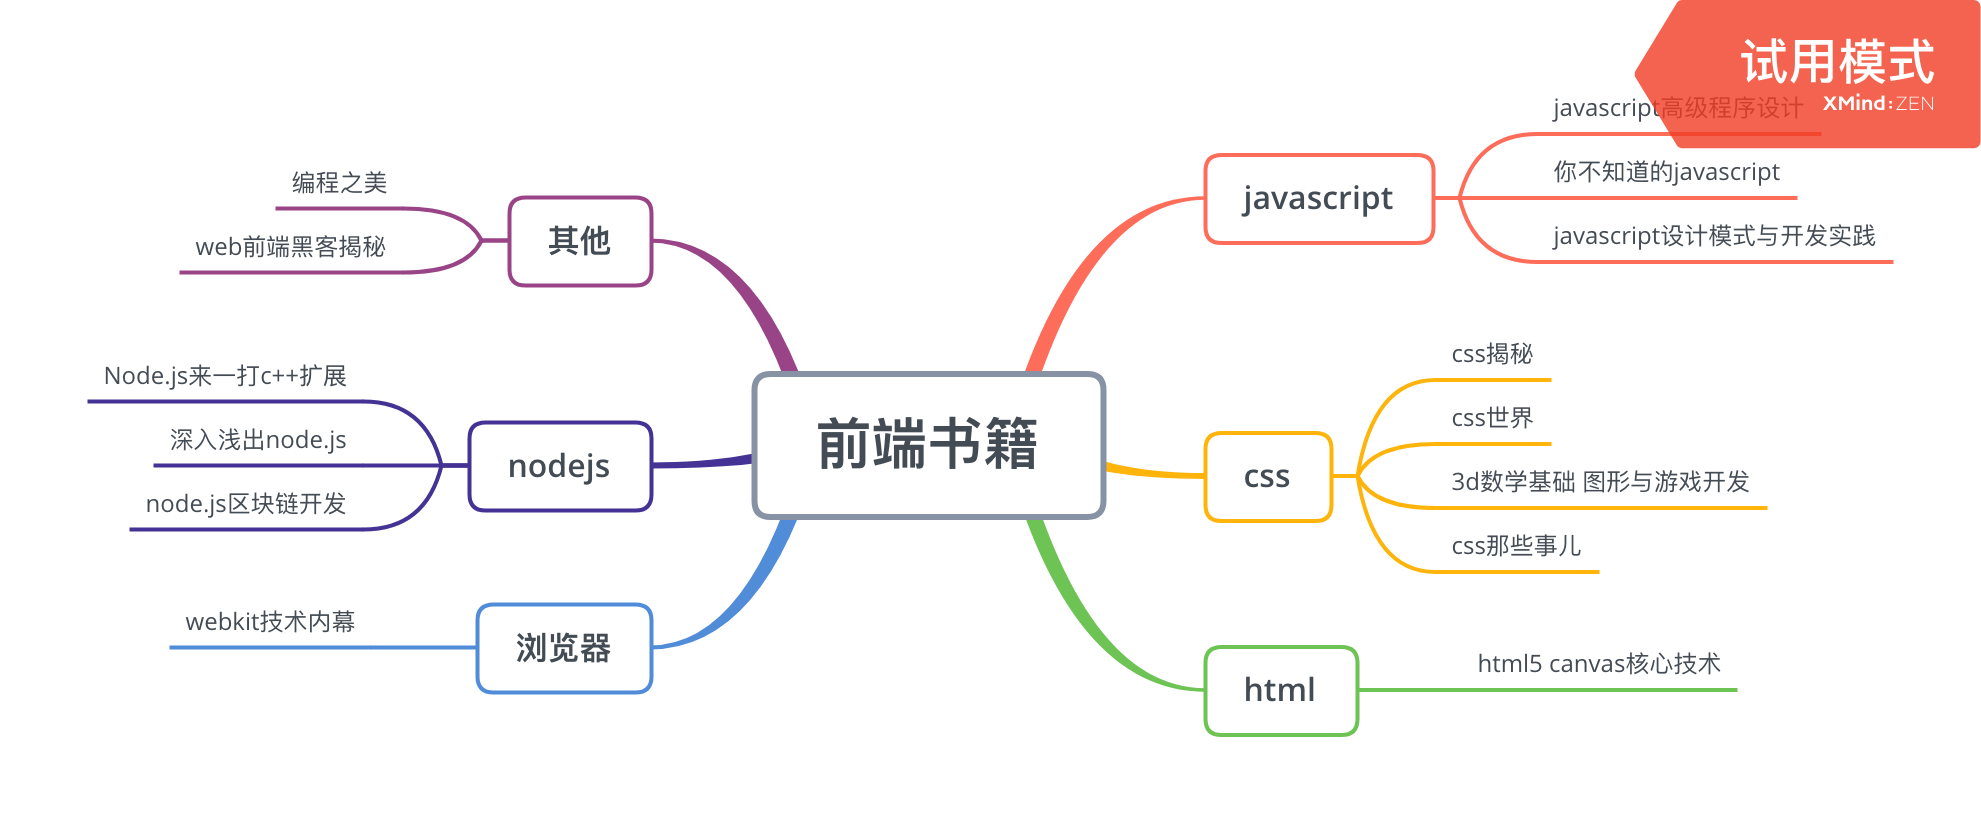 试用模式
XMind:ZEN
前端书籍
javascript
javascript高级程序设计
你不知道的javascript
javascript设计模式与开发实践
css
css揭秘
css世界
3d数学基础 图形与游戏开发
css那些事儿
html
html5 canvas核心技术
其他
编程之美
web前端黑客揭秘
nodejs
Node.js来一打c++扩展
深入浅出node.js
node.js区块链开发
浏览器
webkit技术内幕